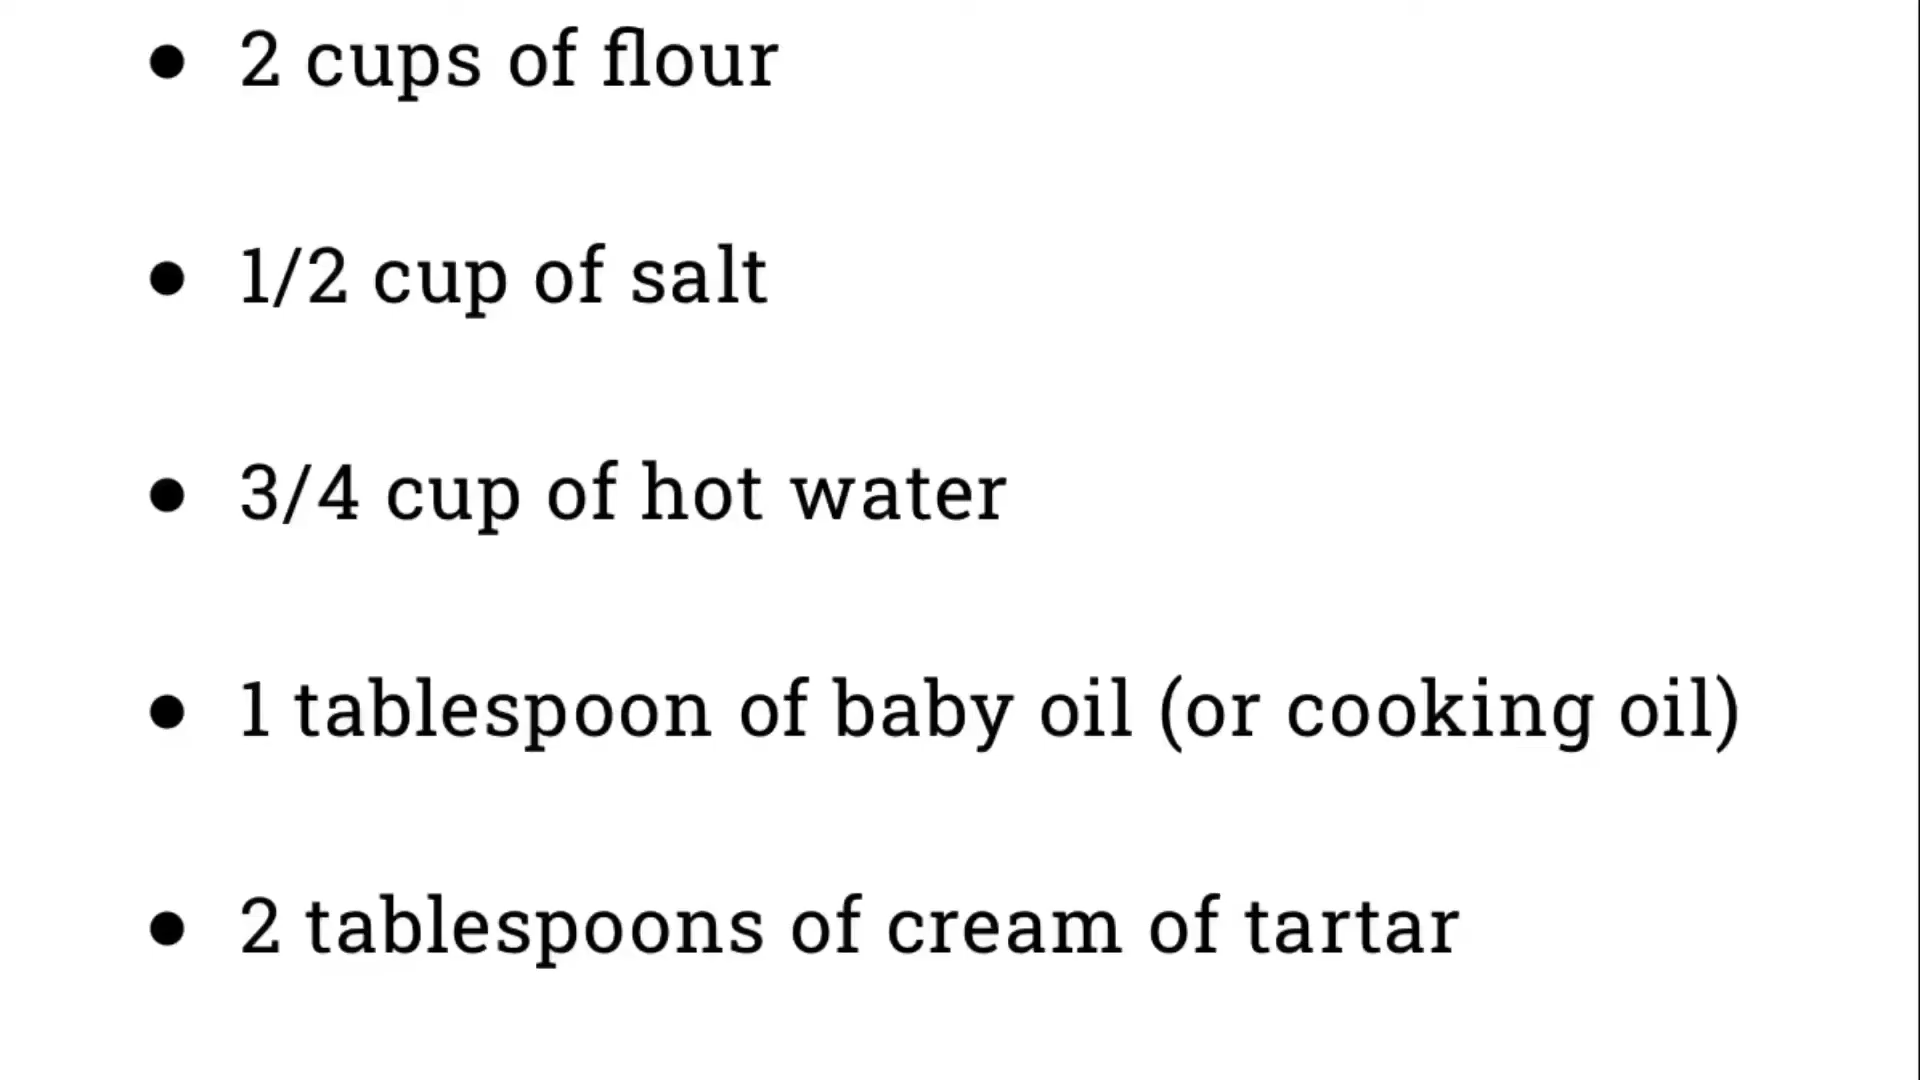 ● 2 cups of flour
● 1/2 cup of salt
● 3/4 cup of hot water
● 1 tablespoon of baby oil (or cooking oil)
● 2 tablespoons of cream of tartar